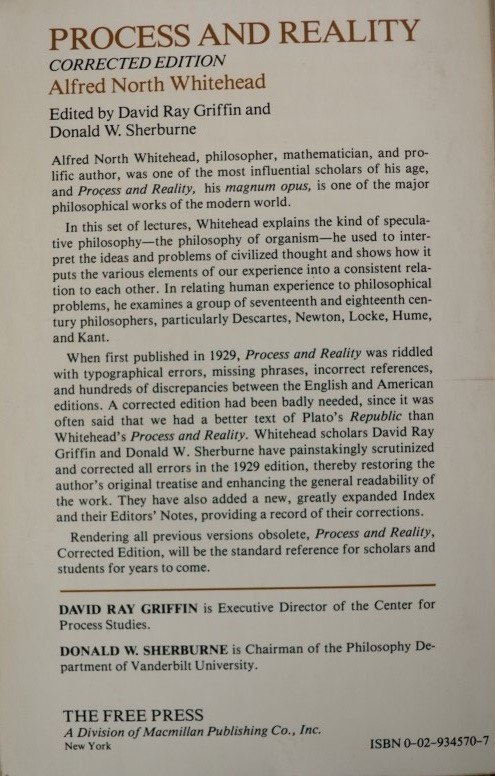 PROCESS AND REALITY
CORRECTED EDITION
Alfred North Whitehead
Edited by David Ray Griffin and
Donald W. Sherburne
Alfred North Whitehead, philosopher, mathematician, and pro-
lific author, was one of the most influential scholars of his age,
and Process and Reality, his magnum opus, is one of the major
philosophical works of the modern world.
In this set of lectures, Whitehead explains the kind of specula-
tive philosophy—the philosophy of organism—he used to inter-
pret the ideas and problems of civilized thought and shows how it
puts the various elements of our experience into a consistent rela-
tion to each other. In relating human experience to philosophical
problems, he examines a group of seventeenth and eighteenth cen-
tury philosophers, particularly Descartes, Newton, Locke, Hume,
and Kant.
When first published in 1929, Process and Reality was riddled
with typographical errors, missing phrases, incorrect references,
and hundreds of discrepancies between the English and American
editions. A corrected edition had been badly needed, since it was
often said that we had a better text of Plato's Republic than
Whitehead's Process and Reality. Whitehead scholars David Ray
Griffin and Donald W. Sherburne have painstakingly scrutinized
and corrected all errors in the 1929 edition, thereby restoring the
author's original treatise and enhancing the general readability of
the work. They have also added a new, greatly expanded Index
and their Editors' Notes, providing a record of their corrections.
Rendering all previous versions obsolete, Process and Reality,
Corrected Edition, will be the standard reference for scholars and
students for years to come.
DAVID RAY GRIFFIN is Executive Director of the Center for
Process Studies.
DONALD W. SHERBURNE is Chairman of the Philosophy De-
partment of Vanderbilt University.
THE FREE PRESS
A Division of Macmillan Publishing Co., Inc.
New York
ISBN 0-02-934570-7